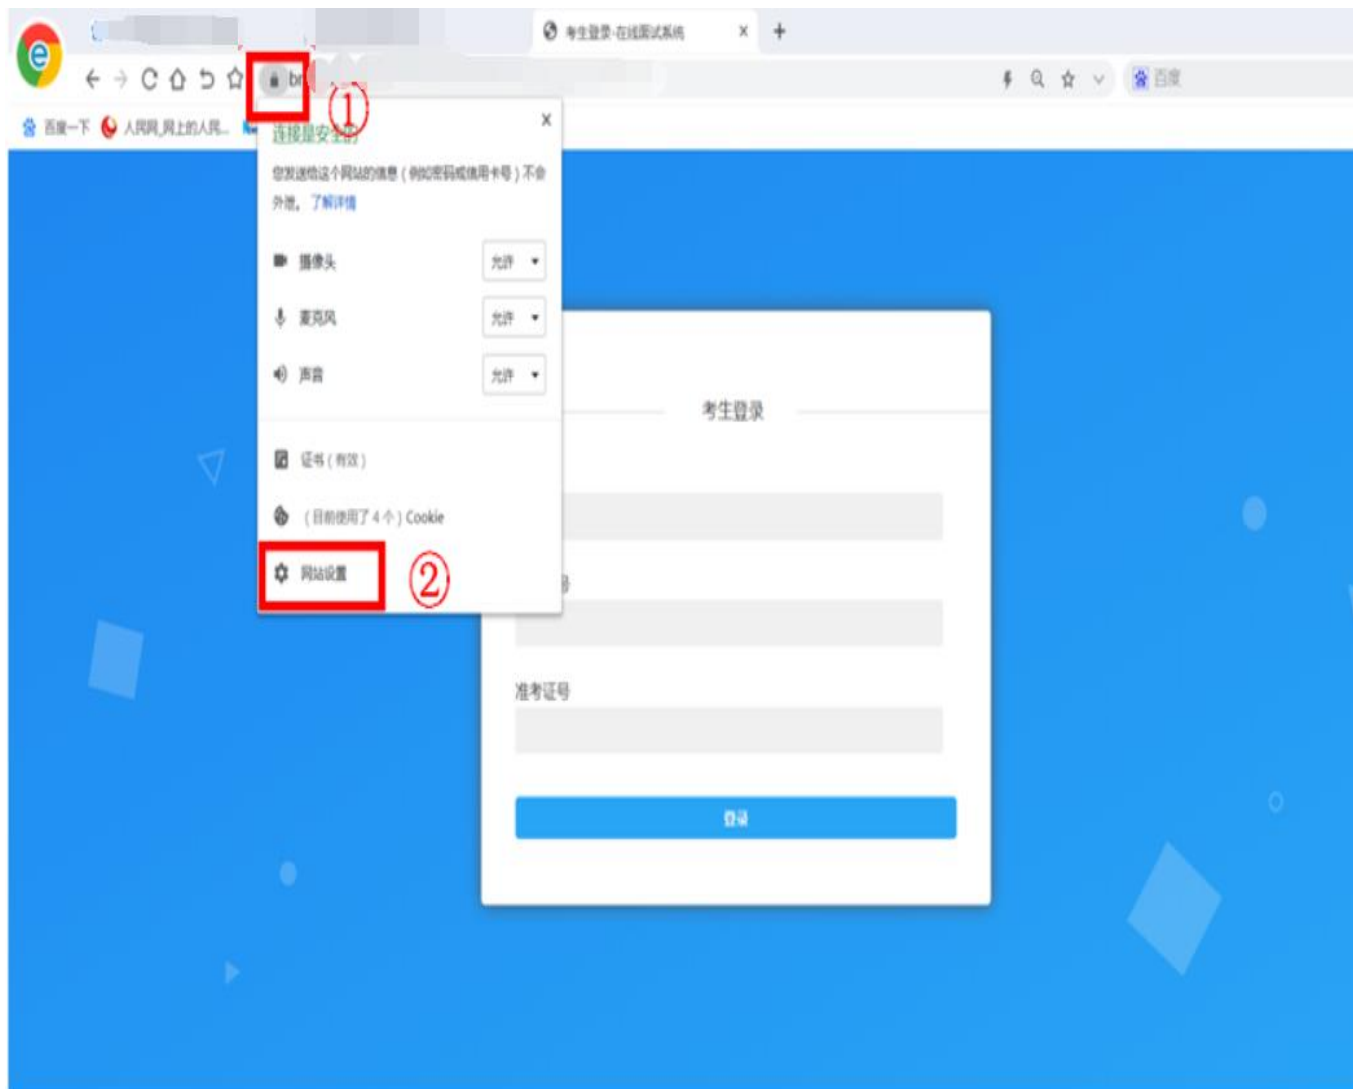 考生登录-在线面试系统
br
百度
百度一下 人民网_网上的人民...
①
连接是安全的
您发送给这个网站的信息（例如密码或信用卡号）不会
外泄。 了解详情
摄像头 允许
麦克风 允许
声音 允许
证书（有效）
（目前使用了 4 个）Cookie
网站设置 ②
考生登录
号
准考证号
登录